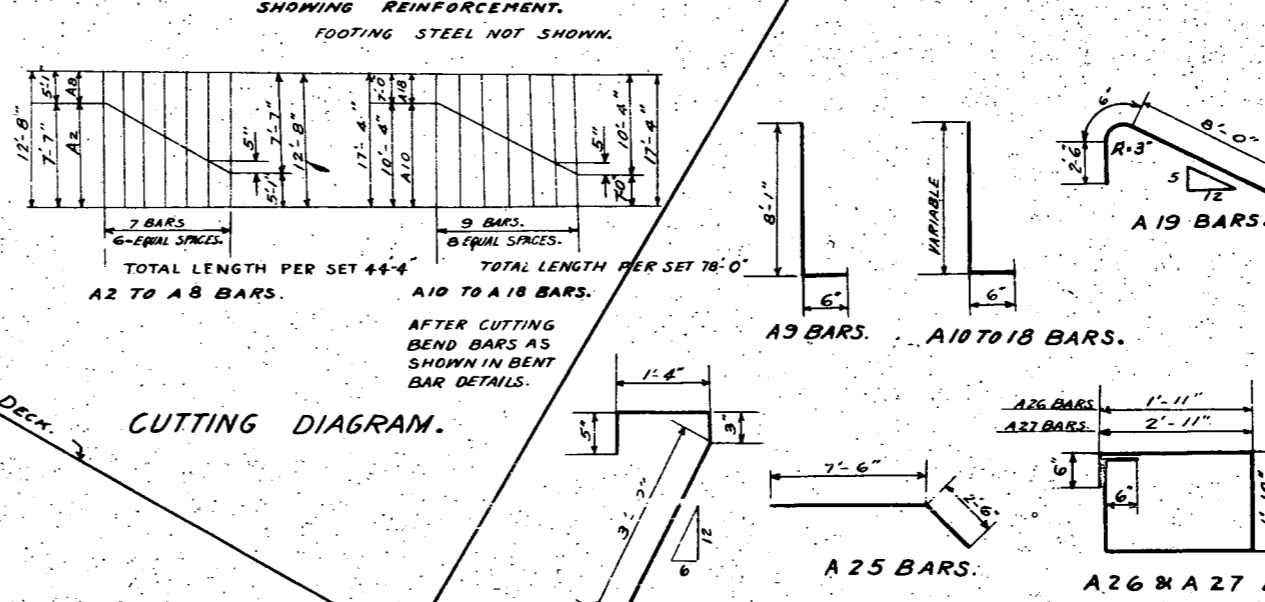 SHOWING REINFORCEMENT.
FOOTING STEEL NOT SHOWN.
12'-8"
5'-1"
7'-7"
A8
A2
5"
7'-7"
5'-1"
12'-8"
7 BARS
6-EQUAL SPACES.
TOTAL LENGTH PER SET 44'-4"
A2 TO A8 BARS.
17'-4"
7'-0"
10'-4"
A18
A10
5"
10'-4"
7'-0"
17'-4"
9 BARS.
8 EQUAL SPACES.
TOTAL LENGTH PER SET 78'-0"
A10 TO A18 BARS.
AFTER CUTTING
BEND BARS AS
SHOWN IN BENT
BAR DETAILS.
CUTTING DIAGRAM.
DECK.
8'-1"
6"
A9 BARS.
VARIABLE
6"
A10 TO 18 BARS.
6"
8'-0"
2'-6"
R=3"
5
12
A19 BARS.
1'-4"
5"
3"
12
6
7'-6"
2'-6"
A25 BARS.
A26 BARS 1'-11"
A27 BARS. 2'-11"
6"
6"
A26 & A27